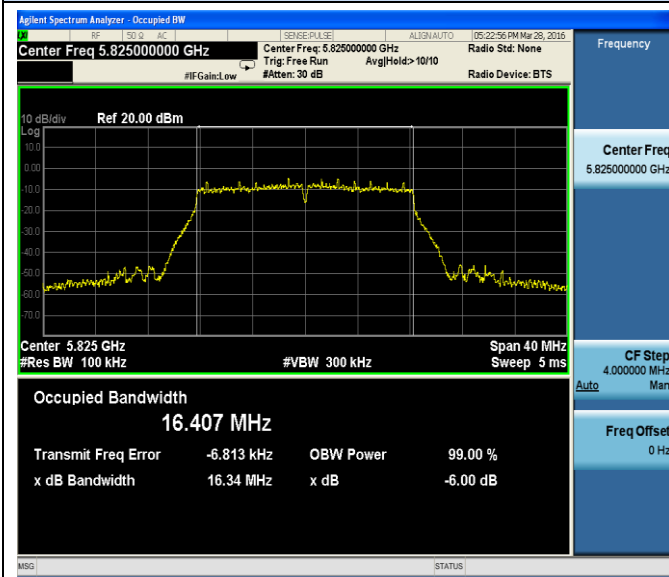 Agilent Spectrum Analyzer - Occupied BW
LXI RF 50 Ω AC SENSE:PULSE ALIGN AUTO 05:22:56 PM Mar 28, 2016
Center Freq 5.825000000 GHz Center Freq: 5.825000000 GHz Radio Std: None Frequency
Trig: Free Run Avg|Hold:> 10/10
#IFGain:Low #Atten: 30 dB Radio Device: BTS
10 dB/div Ref 20.00 dBm
Log
10.0
0.00
-10.0
-20.0
-30.0
-40.0
-50.0
-60.0
-70.0
Center Freq
5.825000000 GHz
Center 5.825 GHz Span 40 MHz
#Res BW 100 kHz #VBW 300 kHz Sweep 5 ms
CF Step
4.000000 MHz
Auto Man
Occupied Bandwidth
16.407 MHz
Transmit Freq Error -6.813 kHz OBW Power 99.00 %
x dB Bandwidth 16.34 MHz x dB -6.00 dB
Freq Offset
0 Hz
MSG STATUS